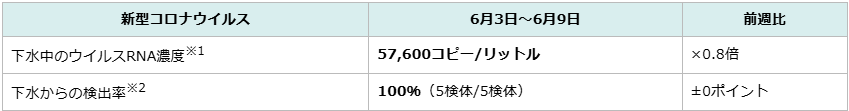 新型コロナウイルス 6月3日～6月9日 前週比
下水中のウイルスRNA濃度※1 57,600コピー/リットル ×0.8倍
下水からの検出率※2 100%（5検体/5検体） ±0ポイント